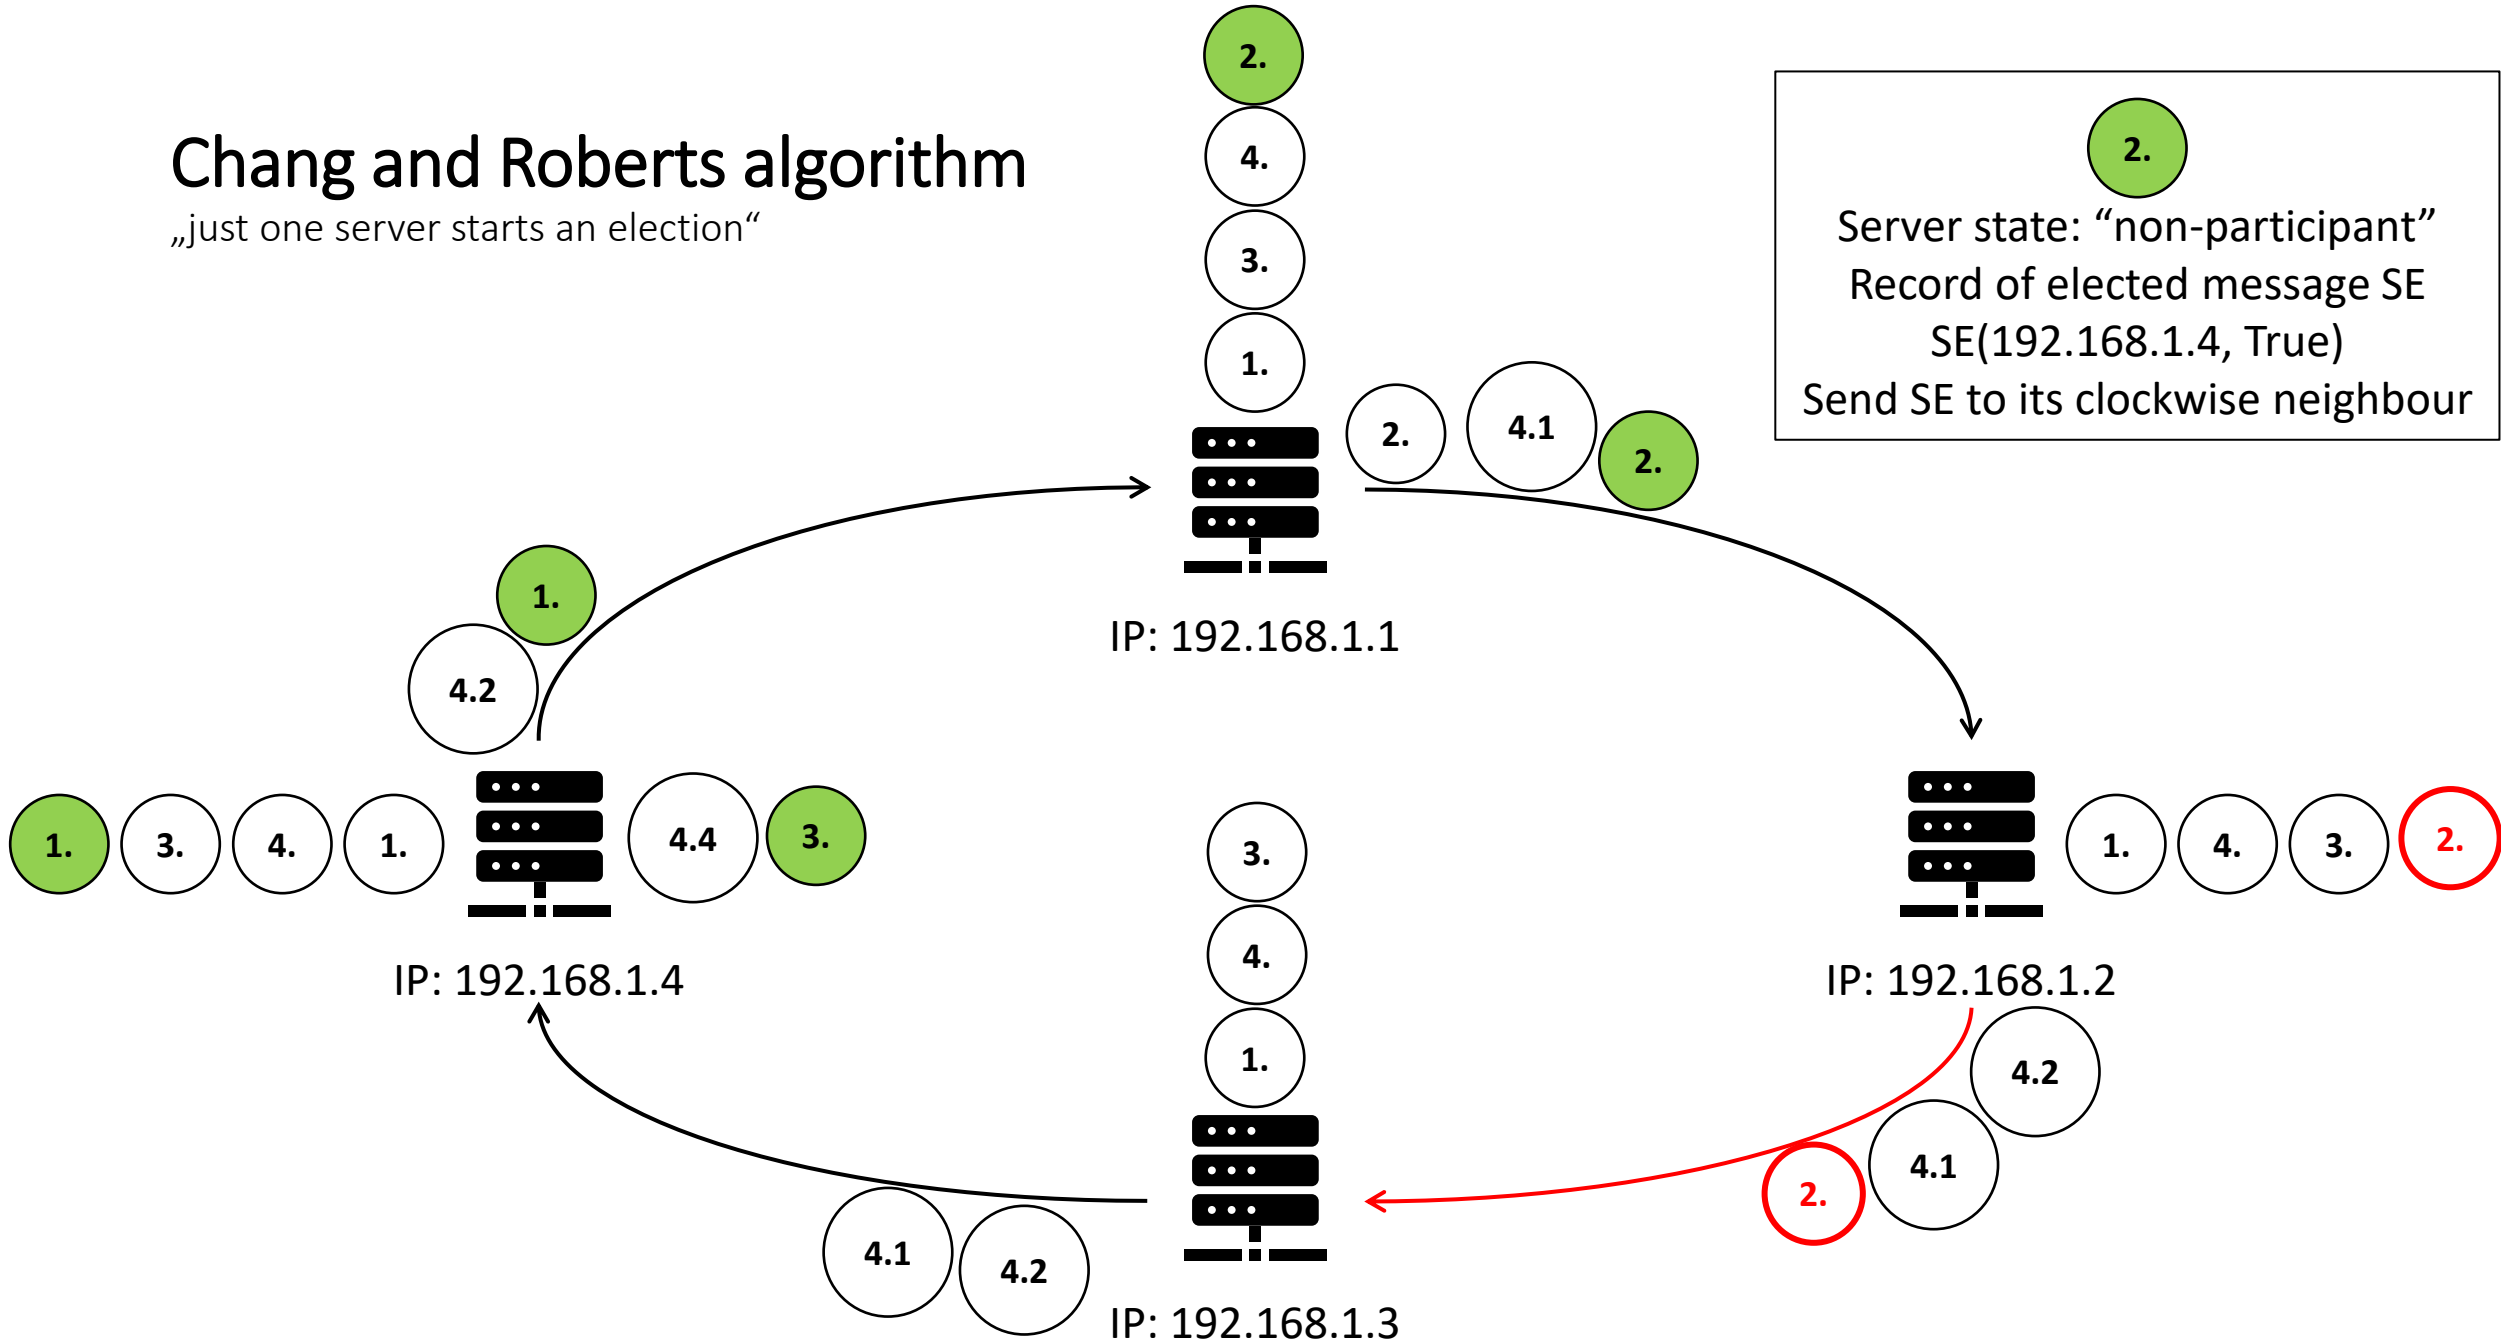 2.
Chang and Roberts algorithm
„just one server starts an election“
4.
3.
1.
2.
Server state: “non-participant”
Record of elected message SE
SE(192.168.1.4, True)
Send SE to its clockwise neighbour
2.
4.1
2.
IP: 192.168.1.1
1.
4.2
1.
3.
4.
1.
4.4
3.
IP: 192.168.1.4
3.
4.
1.
1.
4.
3.
2.
IP: 192.168.1.2
4.2
4.1
2.
4.1
4.2
IP: 192.168.1.3